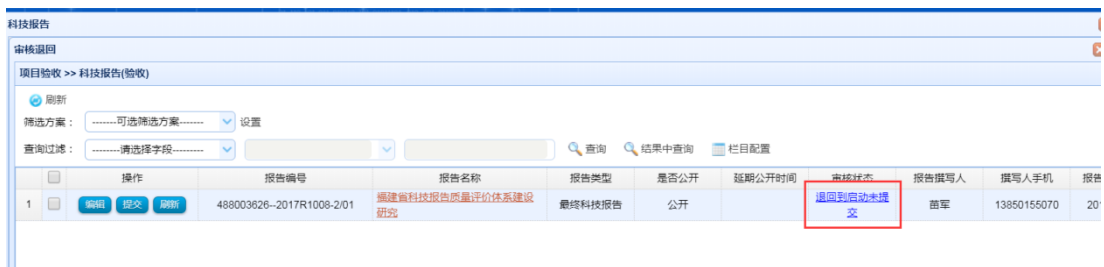 科技报告
审核退回
项目验收 >> 科技报告(验收)
刷新
筛选方案： -------可选筛选方案------- 设置
查询过滤： --------请选择字段--------- 查询 结果中查询 栏目配置
操作 报告编号 报告名称 报告类型 是否公开 延期公开时间 审核状态 报告撰写人 撰写人手机 报告
1 编辑 提交 刷新 488003626--2017R1008-2/01 福建省科技报告质量评价体系建设 最终科技报告 公开 退回到启动未提 苗军 13850155070 201
研究 交